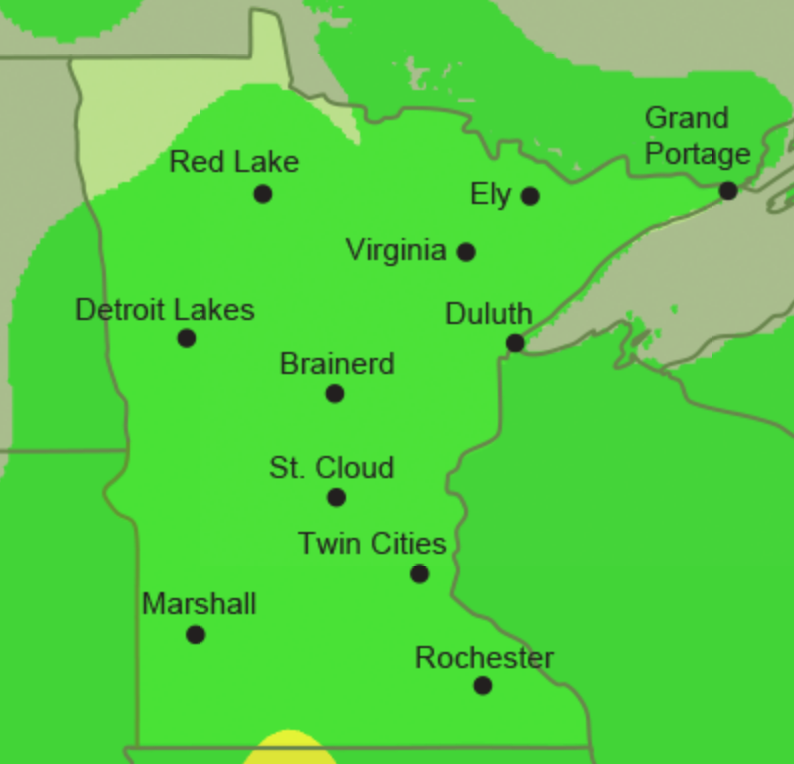 Grand
Portage
Red Lake
Ely
Virginia
Detroit Lakes
Duluth
Brainerd
St. Cloud
Twin Cities
Marshall
Rochester